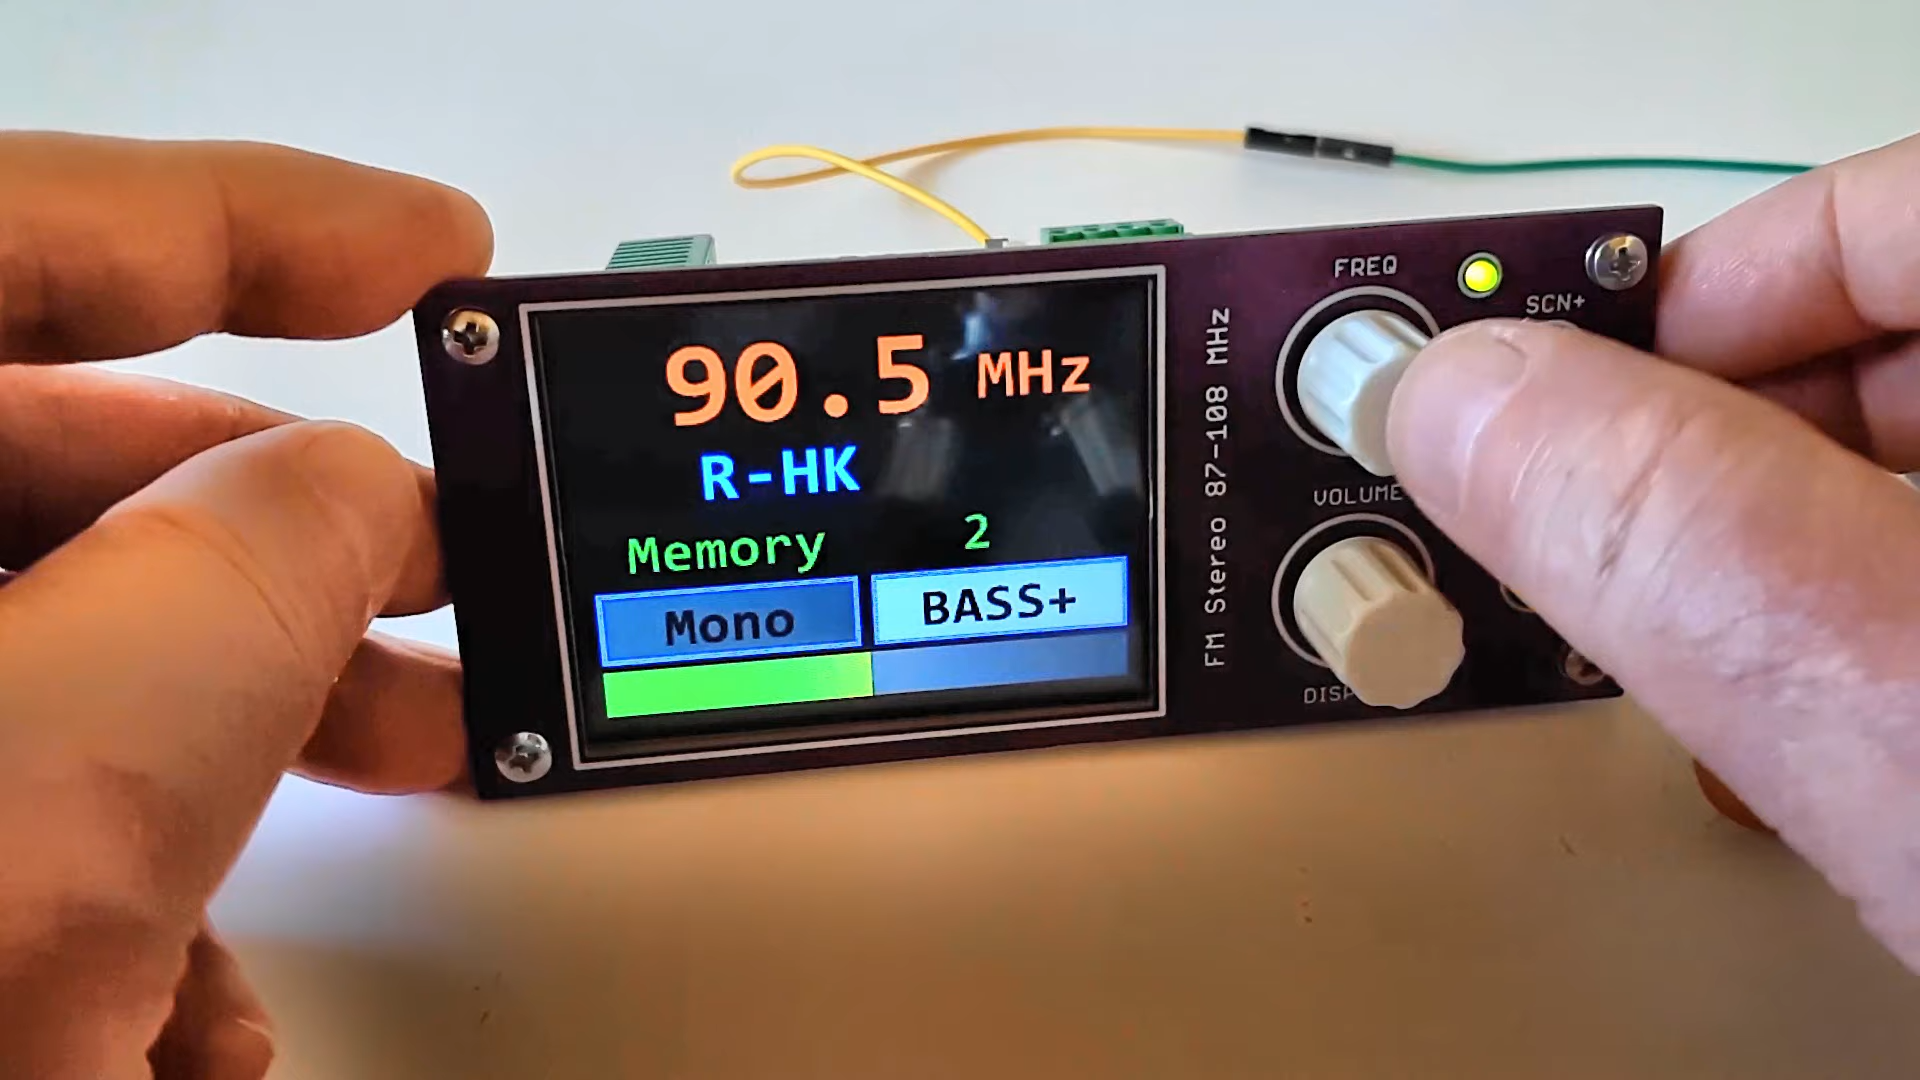 90.5 MHz
R-HK
Memory 2
Mono BASS+
FM Stereo 87-108 MHz
FREQ
SCN+
VOLUME